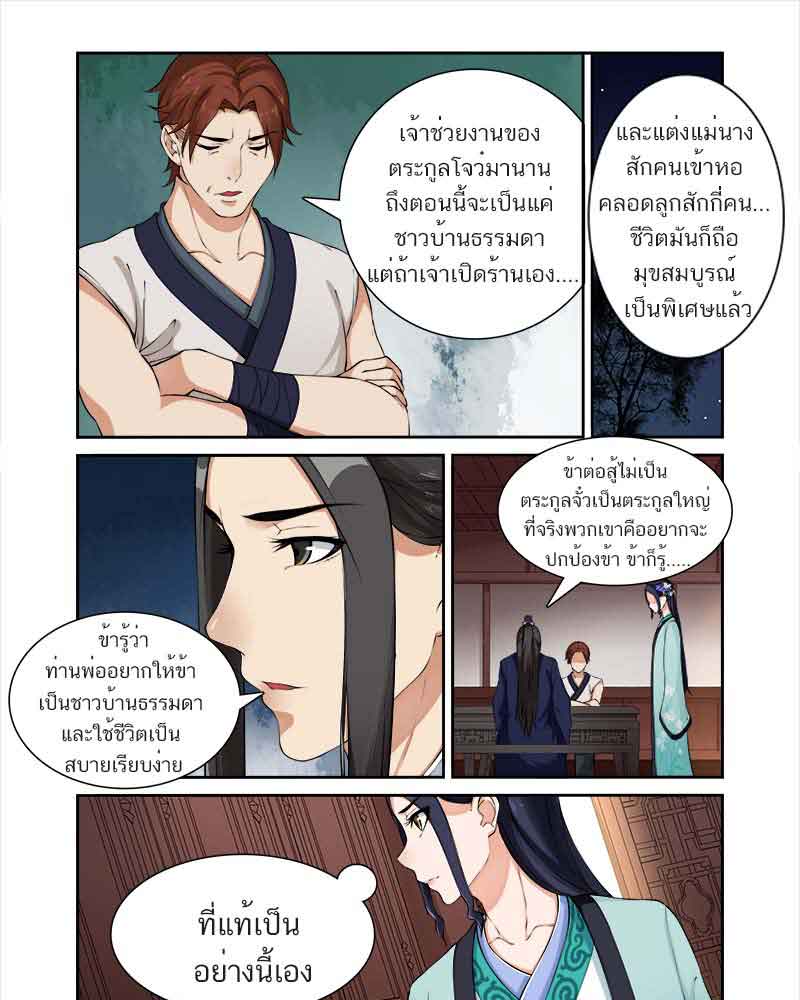 เจ้าช่วยงานของ
ตระกูลโจว๋มานาน
ถึงตอนนี้จะเป็นแค่
ชาวบ้านธรรมดา
แต่ถ้าเจ้าเปิดร้านเอง....
และแต่งแม่นาง
สักคนเข้าหอ
คลอดลูกสักกี่คน...
ชีวิตมันก็ถือ
มุขสมบูรณ์
เป็นพิเศษแล้ว
ข้ารู้ว่า
ท่านพ่ออยากให้ข้า
เป็นชาวบ้านธรรมดา
และใช้ชีวิตเป็น
สบายเรียบง่าย
ข้าต่อสู้ไม่เป็น
ตระกูลจั๋วเป็นตระกูลใหญ่
ที่จริงพวกเขาคืออยากจะ
ปกป้องข้า ข้าก็รู้.....
ที่แท้เป็น
อย่างนี้เอง